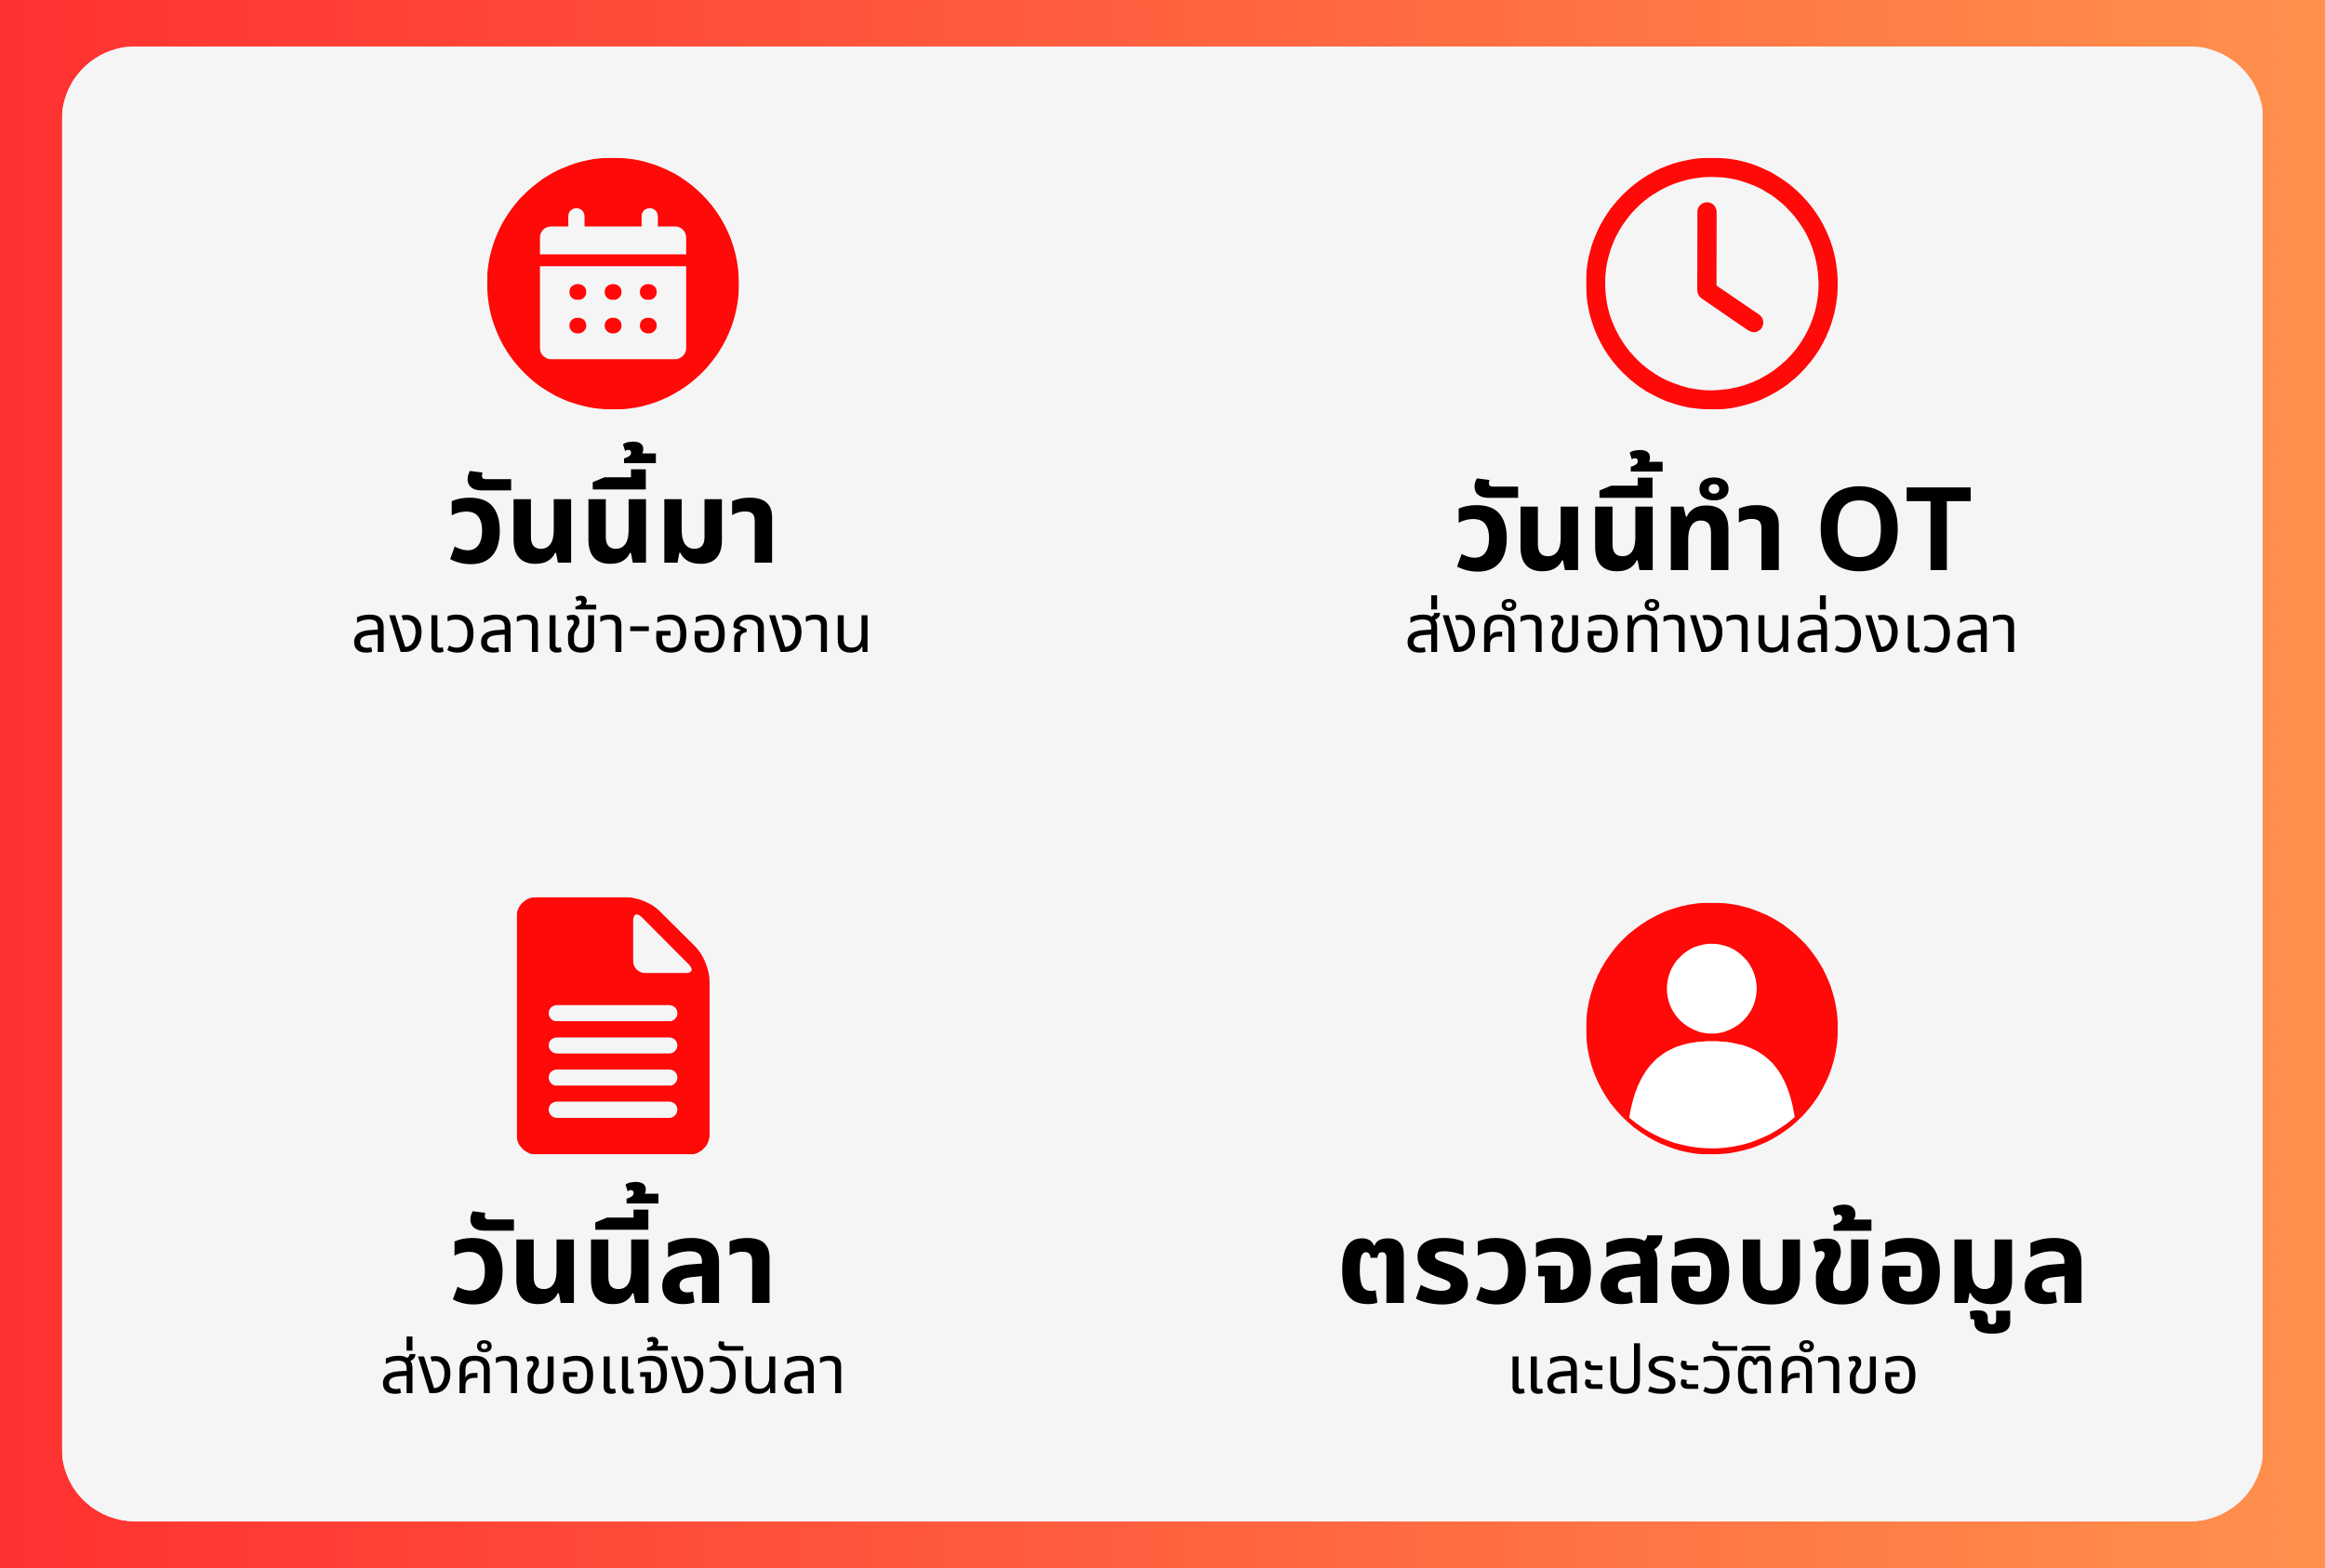 วันนี้มา
ลงเวลาเข้า-ออกงาน
วันนี้ทำ OT
ส่งคำขอทำงานล่วงเวลา
วันนี้ลา
ส่งคำขอแจ้งวันลา
ตรวจสอบข้อมูล
และประวัติคำขอ